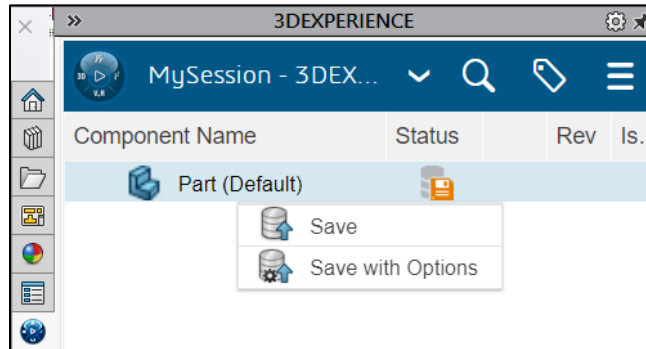 3DEXPERIENCE
MySession - 3DEX...
Component Name Status Rev Is.
Part (Default)
Save
Save with Options